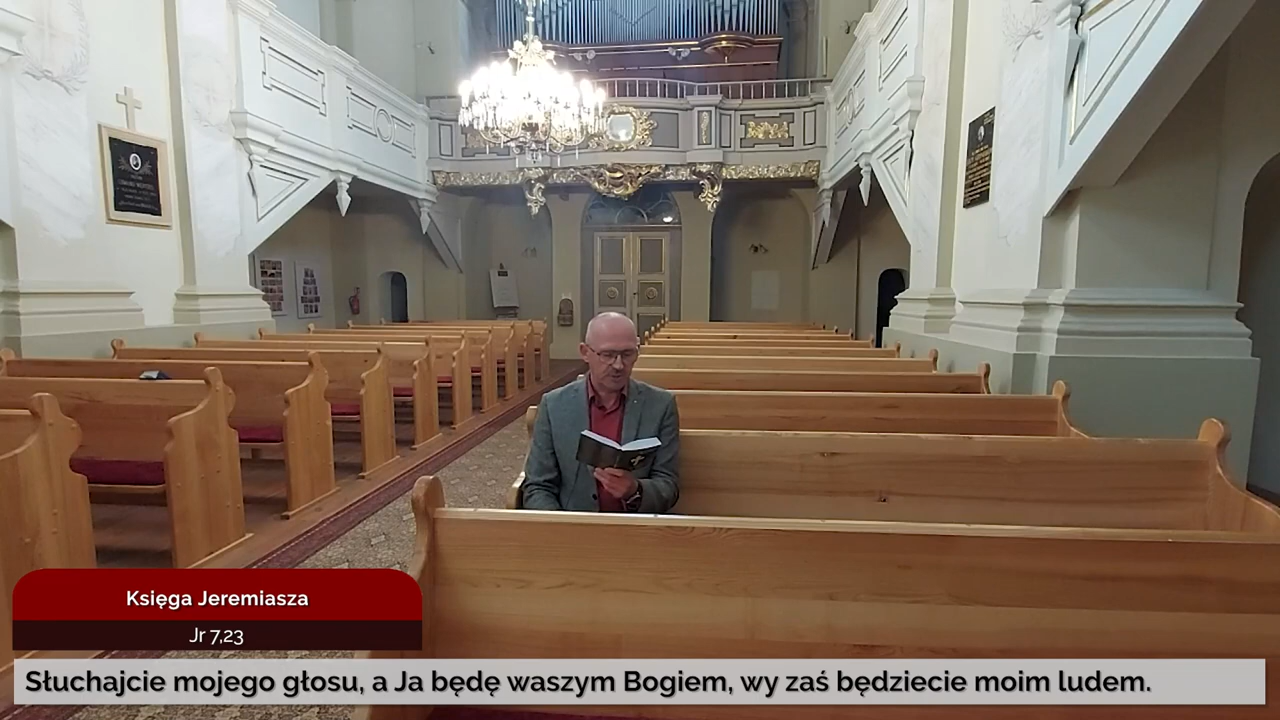 Księga Jeremiasza
Jr 7,23
Słuchajcie mojego głosu, a Ja będę waszym Bogiem, wy zaś będziecie moim ludem.